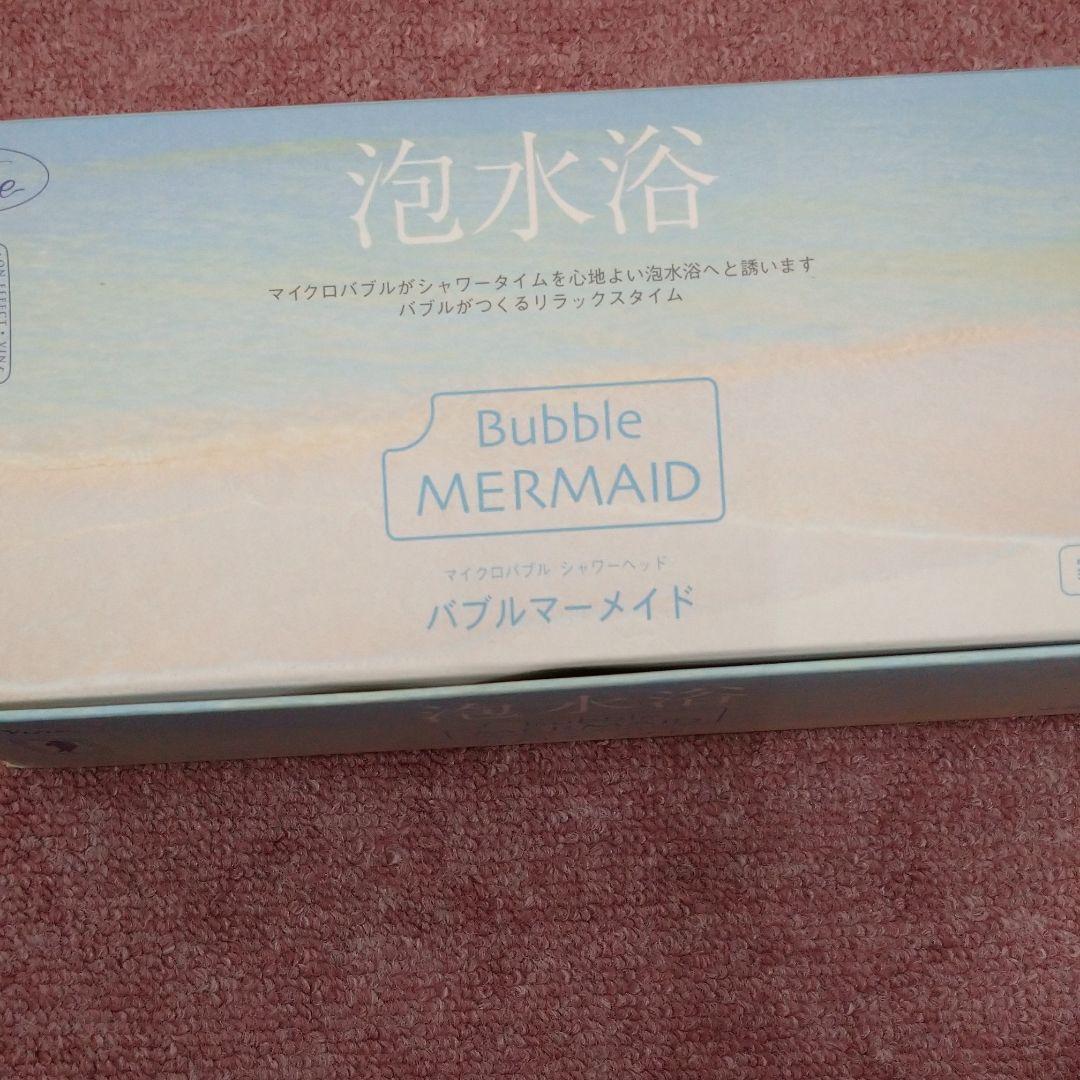 泡水浴
マイクロバブルがシャワータイムを心地よい泡水浴へと誘います
バブルがつくるリラックスタイム
Bubble
MERMAID
マイクロバブル シャワーヘッド
バブルマーメイド
泡水浴